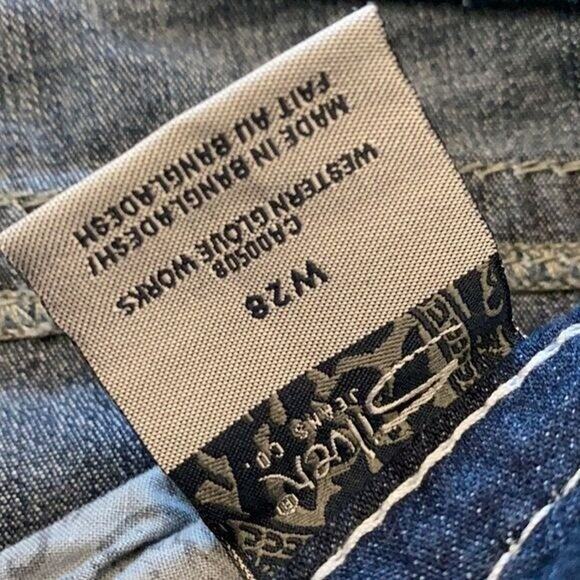 Silver
JEANS CO.
W28
CA00508
WESTERN GLOVE WORKS
MADE IN BANGLADESH/
FAIT AU BANGLADESH